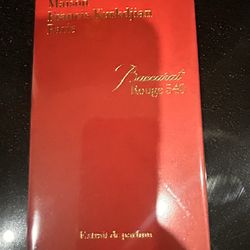 Maison
Francis Kurkdjian
Paris
Baccarat
Rouge 540
Extrait de parfum